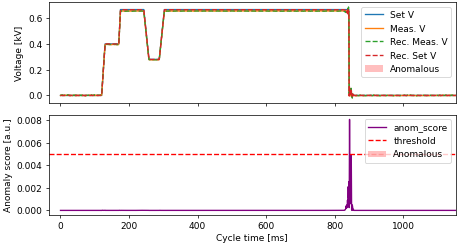 Voltage [kV]
0.6
0.4
0.2
0.0
Set V
Meas. V
Rec. Meas. V
Rec. Set V
Anomalous
Anomaly score [a.u.]
0.008
0.006
0.004
0.002
0.000
anom_score
threshold
Anomalous
0 200 400 600 800 1000
Cycle time [ms]